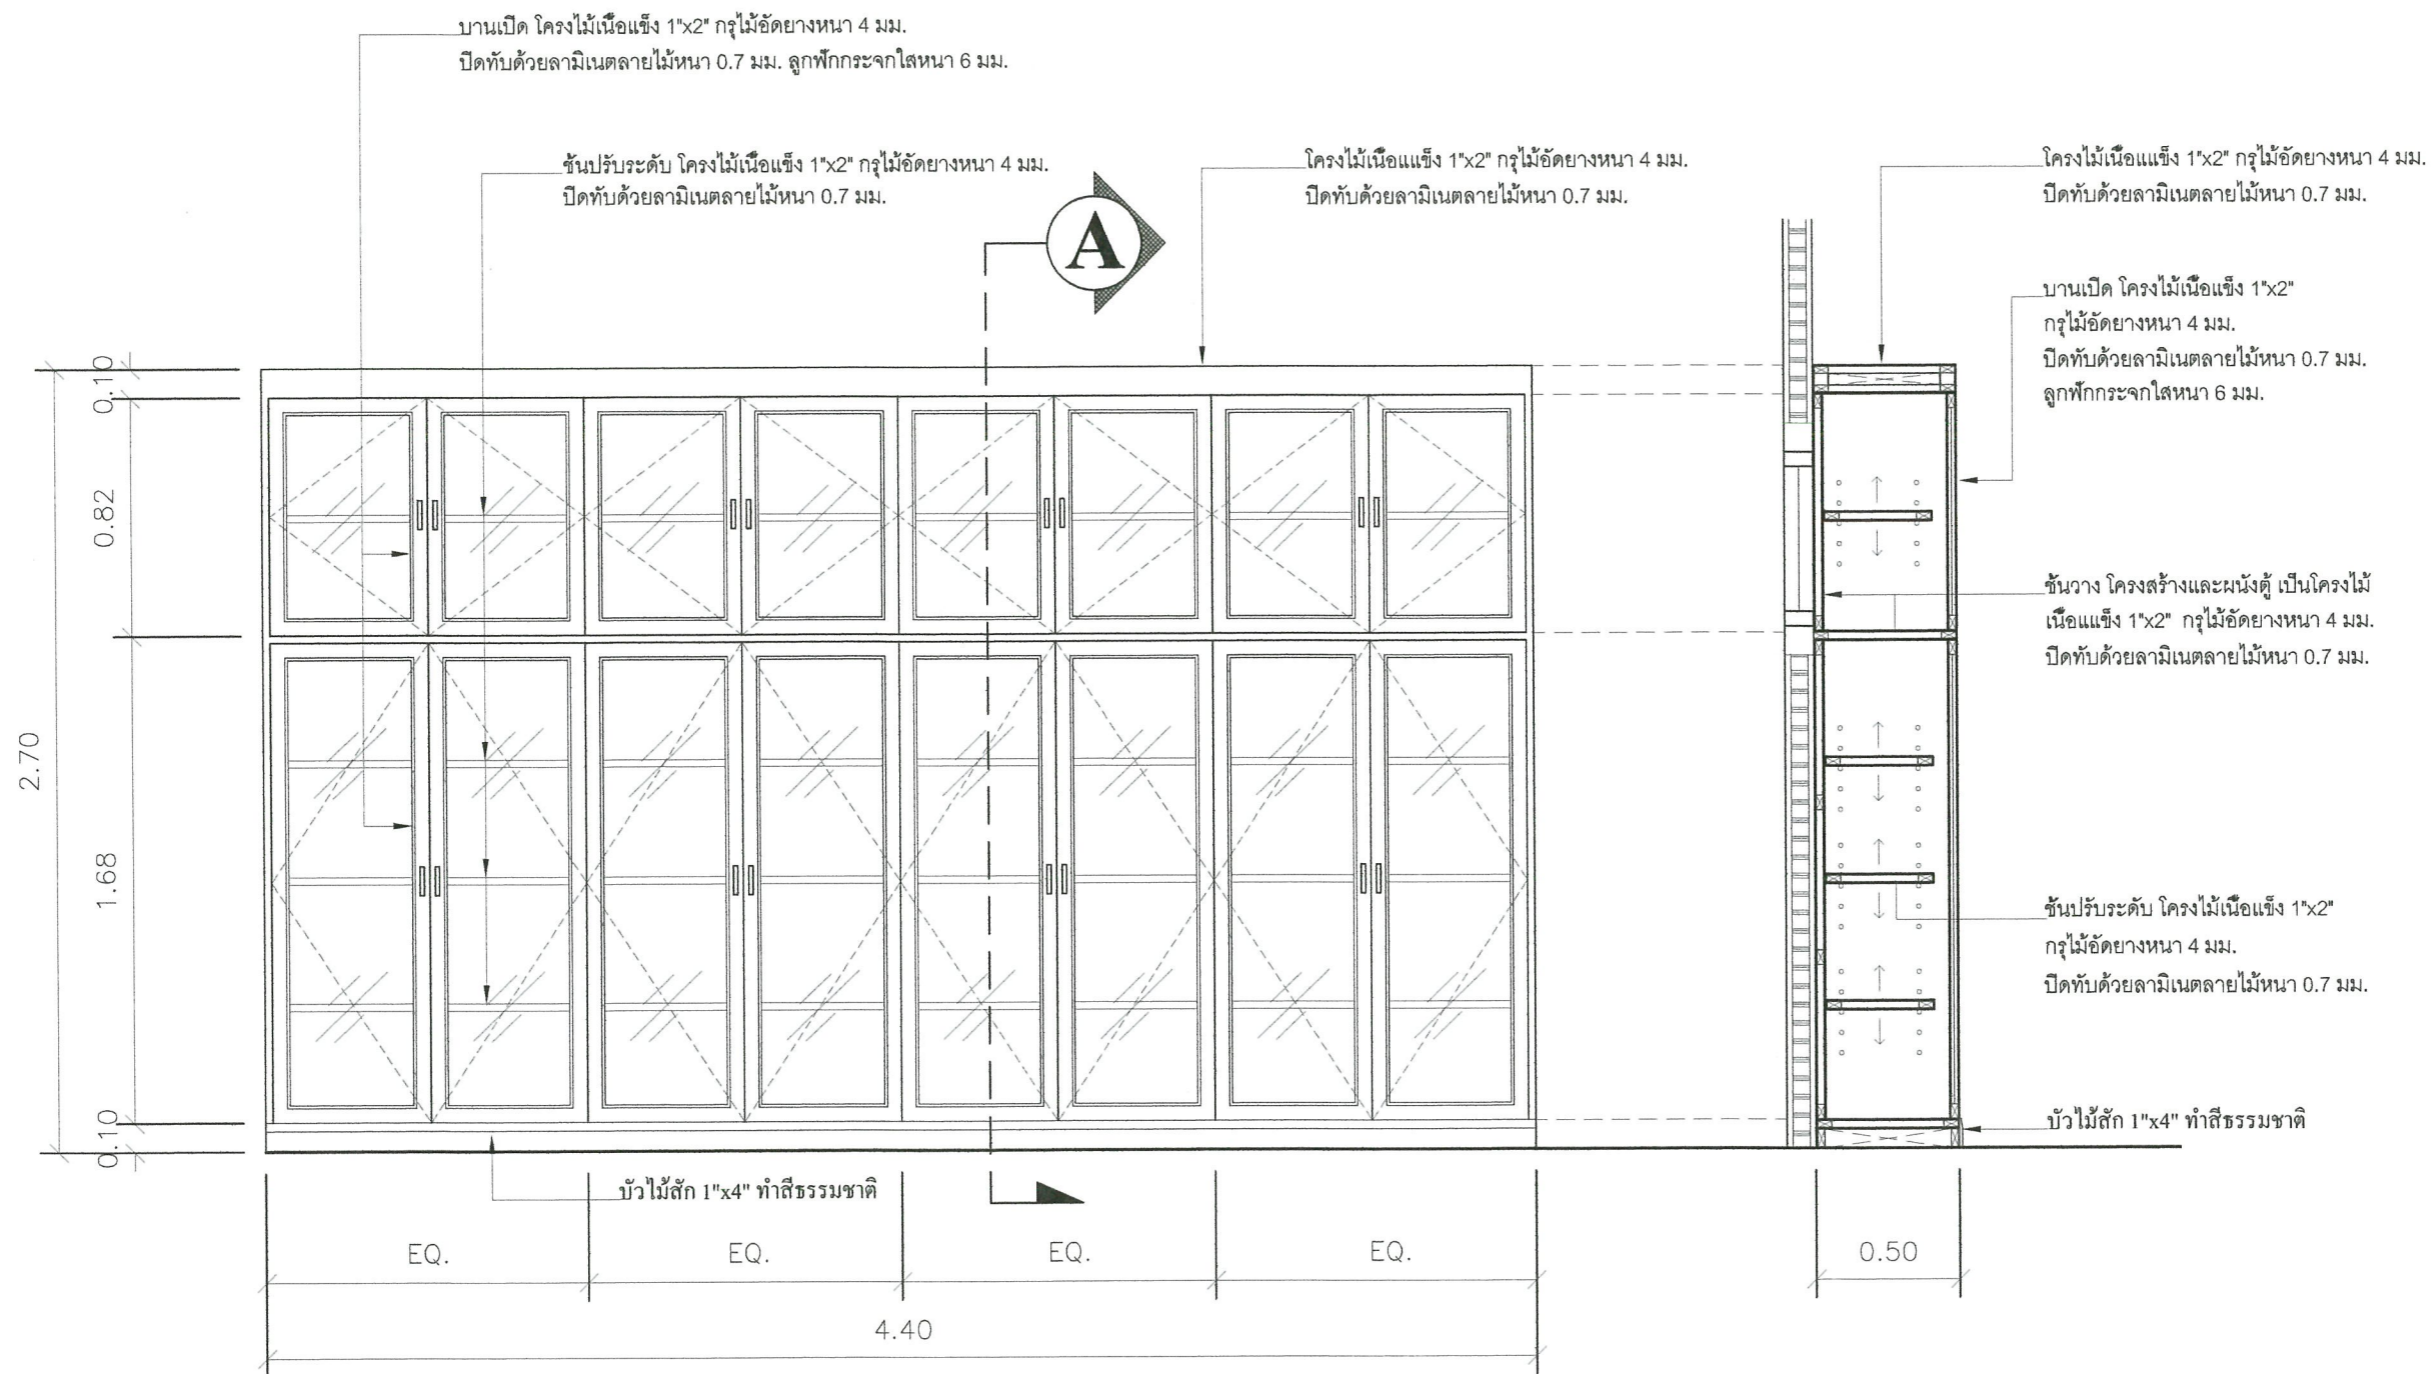 บานเปิด โครงไม้เนื้อแข็ง 1"x2" กรุไม้อัดยางหนา 4 มม.
ปิดทับด้วยลามิเนตลายไม้หนา 0.7 มม. ลูกฟักกระจกใสหนา 6 มม.
ชั้นปรับระดับ โครงไม้เนื้อแข็ง 1"x2" กรุไม้อัดยางหนา 4 มม.
ปิดทับด้วยลามิเนตลายไม้หนา 0.7 มม.
โครงไม้เนื้อแแข็ง 1"x2" กรุไม้อัดยางหนา 4 มม.
ปิดทับด้วยลามิเนตลายไม้หนา 0.7 มม.
A
โครงไม้เนื้อแแข็ง 1"x2" กรุไม้อัดยางหนา 4 มม.
ปิดทับด้วยลามิเนตลายไม้หนา 0.7 มม.
บานเปิด โครงไม้เนื้อแข็ง 1"x2"
กรุไม้อัดยางหนา 4 มม.
ปิดทับด้วยลามิเนตลายไม้หนา 0.7 มม.
ลูกฟักกระจกใสหนา 6 มม.
ชั้นวาง โครงสร้างและผนังตู้ เป็นโครงไม้
เนื้อแแข็ง 1"x2" กรุไม้อัดยางหนา 4 มม.
ปิดทับด้วยลามิเนตลายไม้หนา 0.7 มม.
ชั้นปรับระดับ โครงไม้เนื้อแข็ง 1"x2"
กรุไม้อัดยางหนา 4 มม.
ปิดทับด้วยลามิเนตลายไม้หนา 0.7 มม.
บัวไม้สัก 1"x4" ทำสีธรรมชาติ
0.10
0.82
2.70
1.68
0.10
บัวไม้สัก 1"x4" ทำสีธรรมชาติ
EQ. EQ. EQ. EQ.
0.50
4.40